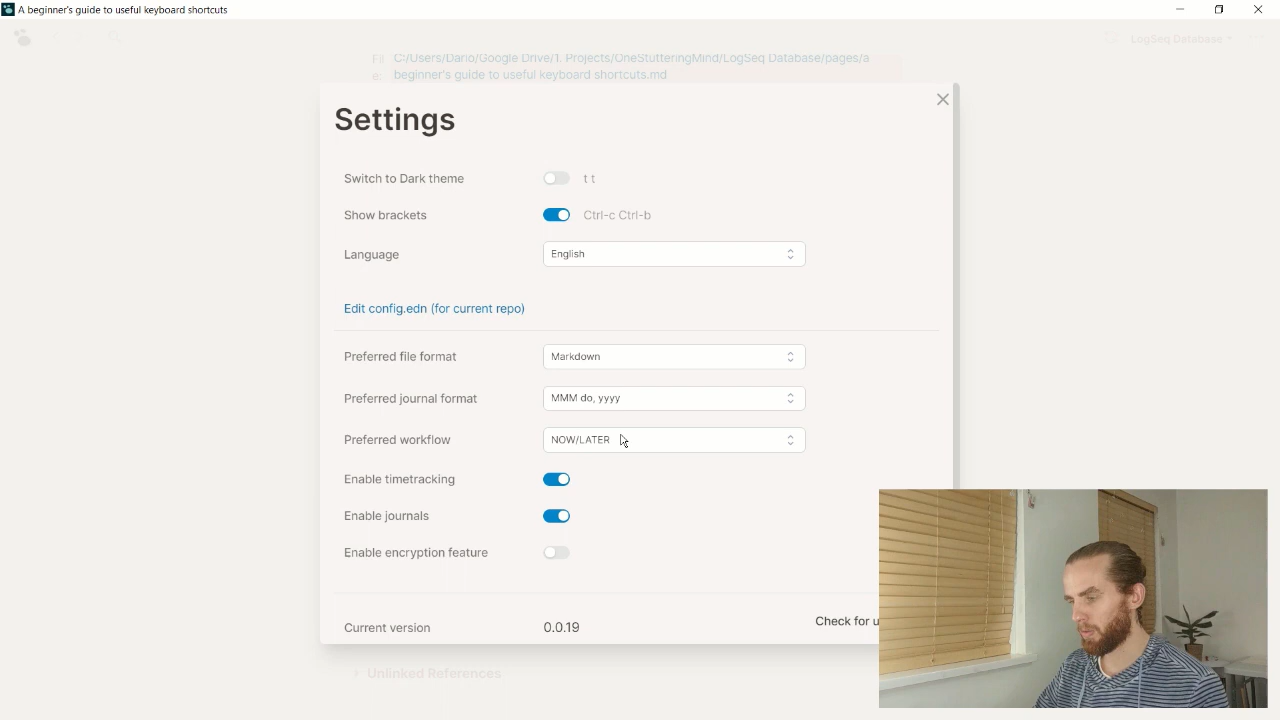 A beginner's guide to useful keyboard shortcuts
LogSeq Database
File: C:/Users/Dario/Google Drive/1. Projects/OneStutteringMind/LogSeq Database/pages/a
beginner's guide to useful keyboard shortcuts.md
Settings
Switch to Dark theme t t
Show brackets Ctrl-c Ctrl-b
Language English
Edit config.edn (for current repo)
Preferred file format Markdown
Preferred journal format MMM do, yyyy
Preferred workflow NOW/LATER
Enable timetracking
Enable journals
Enable encryption feature
Current version 0.0.19 Check for u
Unlinked References